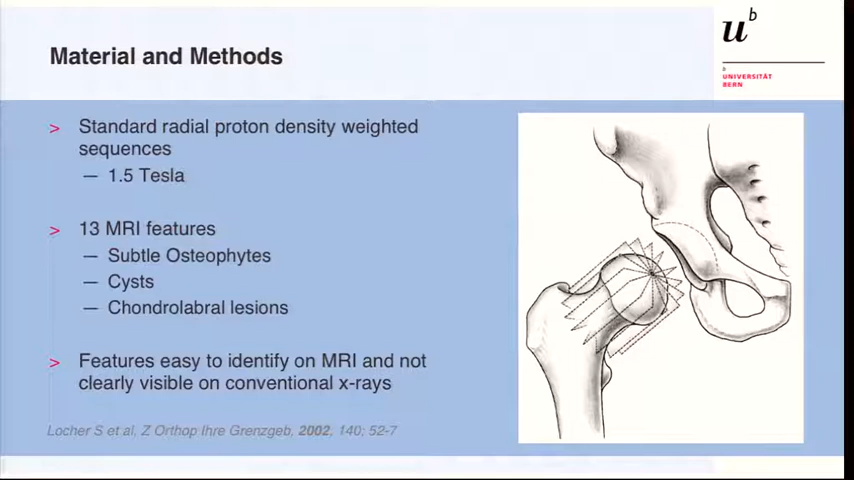 Material and Methods
u^b
b
UNIVERSITÄT
BERN
> Standard radial proton density weighted
sequences
— 1.5 Tesla
> 13 MRI features
— Subtle Osteophytes
— Cysts
— Chondrolabral lesions
> Features easy to identify on MRI and not
clearly visible on conventional x-rays
Locher S et al, Z Orthop Ihre Grenzgeb, 2002, 140; 52-7